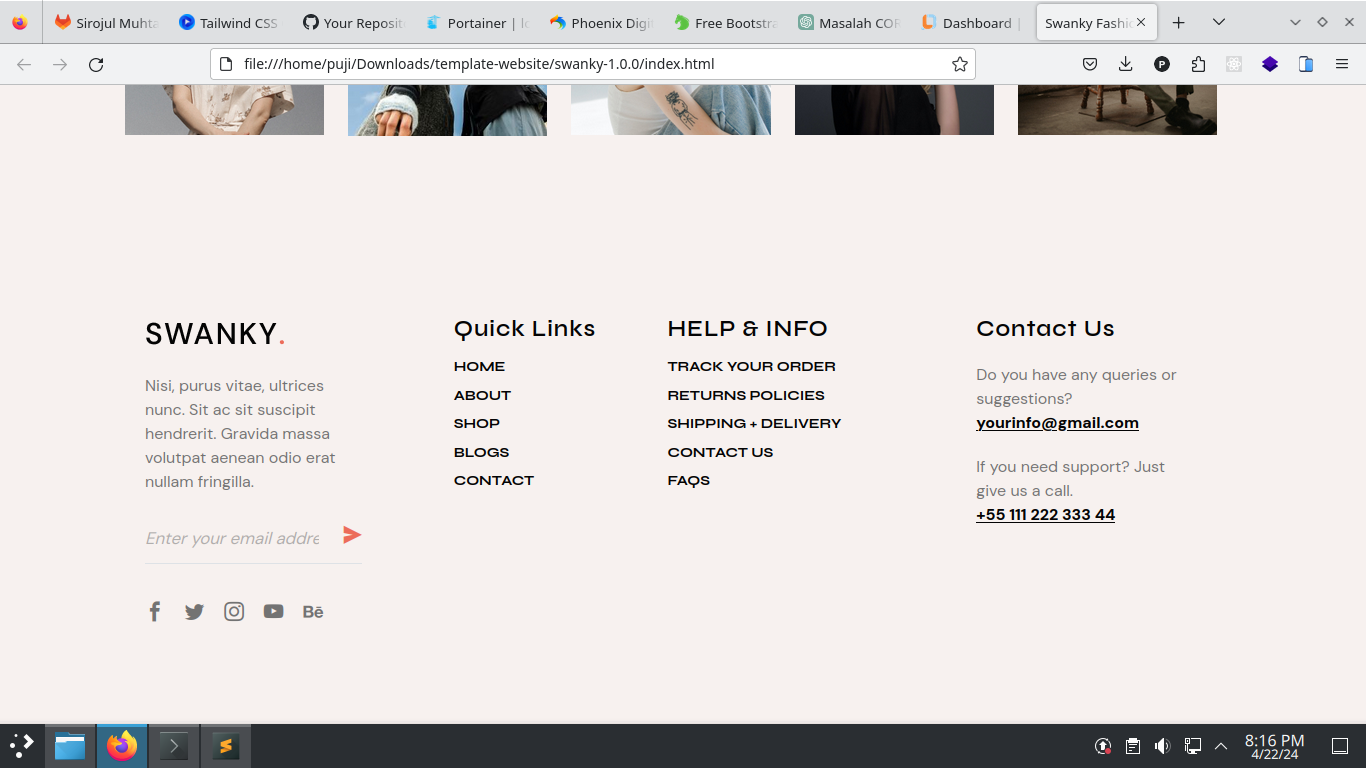 Sirojul Muhta
Tailwind CSS
Your Reposit
Portainer | lo
Phoenix Digi
Free Bootstra
Masalah COR
Dashboard |
Swanky Fashi
file:///home/puji/Downloads/template-website/swanky-1.0.0/index.html
SWANKY.
Nisi, purus vitae, ultrices
nunc. Sit ac sit suscipit
hendrerit. Gravida massa
volutpat aenean odio erat
nullam fringilla.
Enter your email addre
Bē
Quick Links
HOME
ABOUT
SHOP
BLOGS
CONTACT
HELP & INFO
TRACK YOUR ORDER
RETURNS POLICIES
SHIPPING + DELIVERY
CONTACT US
FAQS
Contact Us
Do you have any queries or
suggestions?
yourinfo@gmail.com
If you need support? Just
give us a call.
+55 111 222 333 44
8:16 PM
4/22/24